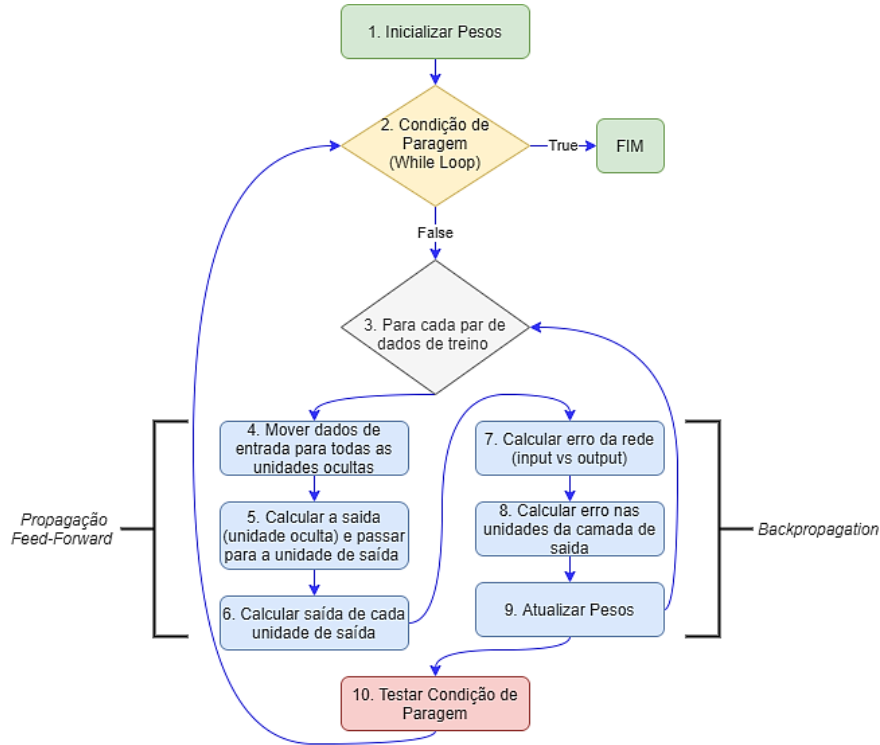 1. Inicializar Pesos
2. Condição de
Paragem
(While Loop)
True
FIM
False
3. Para cada par de
dados de treino
4. Mover dados de
entrada para todas as
unidades ocultas
7. Calcular erro da rede
(input vs output)
5. Calcular a saida
(unidade oculta) e passar
para a unidade de saída
8. Calcular erro nas
unidades da camada de
saida
Propagação
Feed-Forward
Backpropagation
6. Calcular saída de cada
unidade de saída
9. Atualizar Pesos
10. Testar Condição de
Paragem